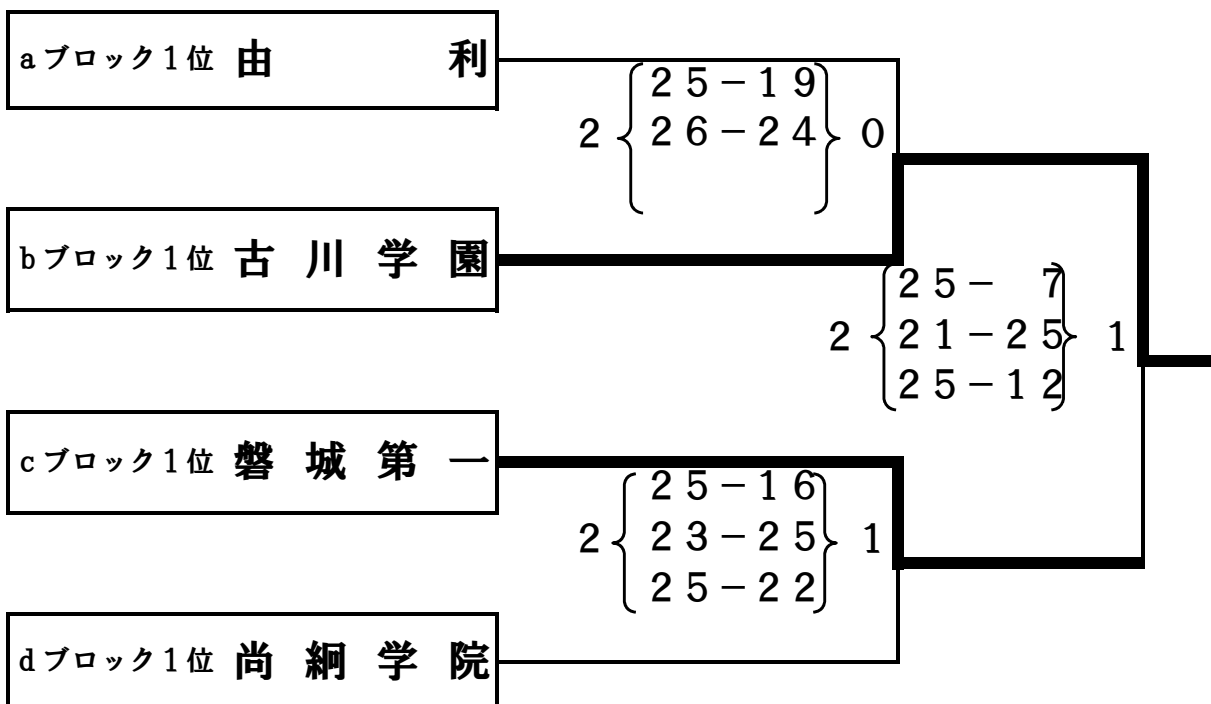 aブロック1位 由 利
2 25-19 0
26-24
bブロック1位 古川学園
2 25- 7 1
21-25
25-12
cブロック1位 磐城第一
2 25-16 1
23-25
25-22
dブロック1位 尚絅学院